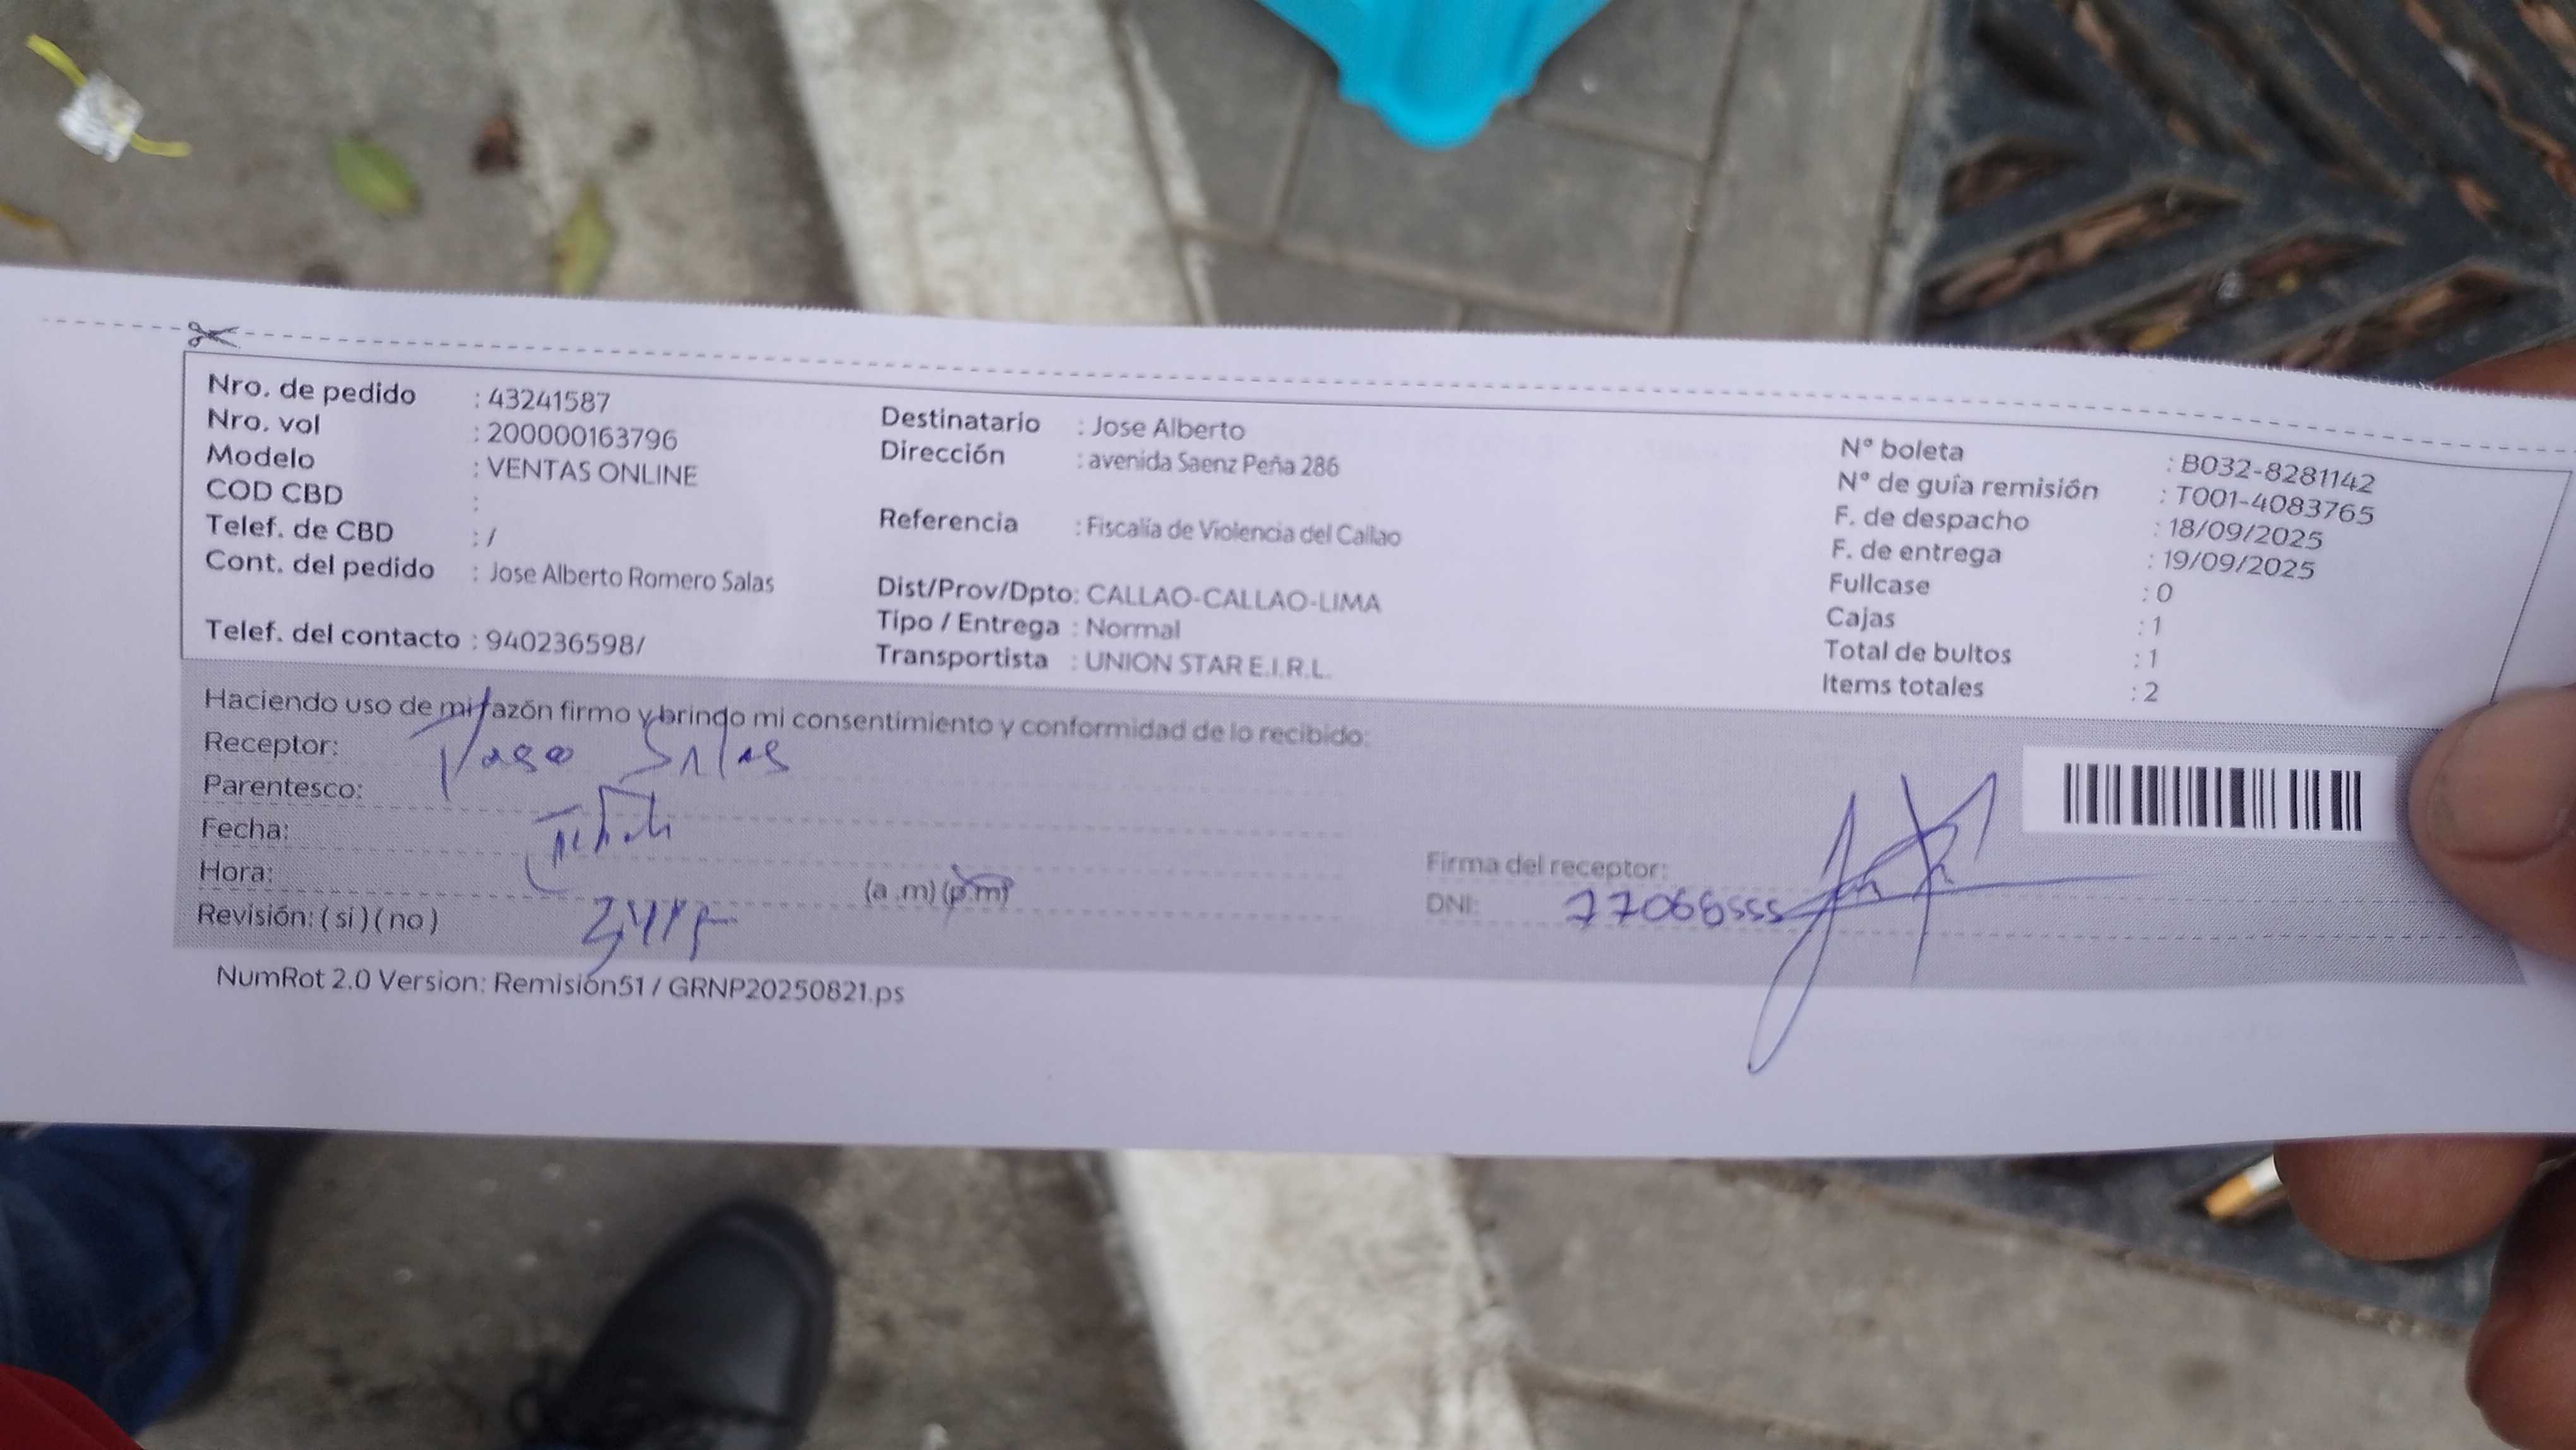 Nro. de pedido : 43241587
Nro. vol : 200000163796
Modelo : VENTAS ONLINE
COD CBD :
Telef. de CBD : /
Cont. del pedido : Jose Alberto Romero Salas
Telef. del contacto : 940236598/
Destinatario : Jose Alberto
Dirección : avenida Saenz Peña 286
Referencia : Fiscalía de Violencia del Callao
Dist/Prov/Dpto: CALLAO-CALLAO-LIMA
Tipo / Entrega : Normal
Transportista : UNION STAR E.I.R.L.
N° boleta : B032-8281142
N° de guía remisión : T001-4083765
F. de despacho : 18/09/2025
F. de entrega : 19/09/2025
Fullcase : 0
Cajas : 1
Total de bultos : 1
Items totales : 2
Haciendo uso de mi razón firmo y brindo mi consentimiento y conformidad de lo recibido:
Receptor: Salas
Parentesco:
Fecha:
Hora: (a .m) (p.m)
Revisión: ( si ) ( no )
Firma del receptor:
DNI: 77066555
NumRot 2.0 Version: Remisión51 / GRNP20250821.ps